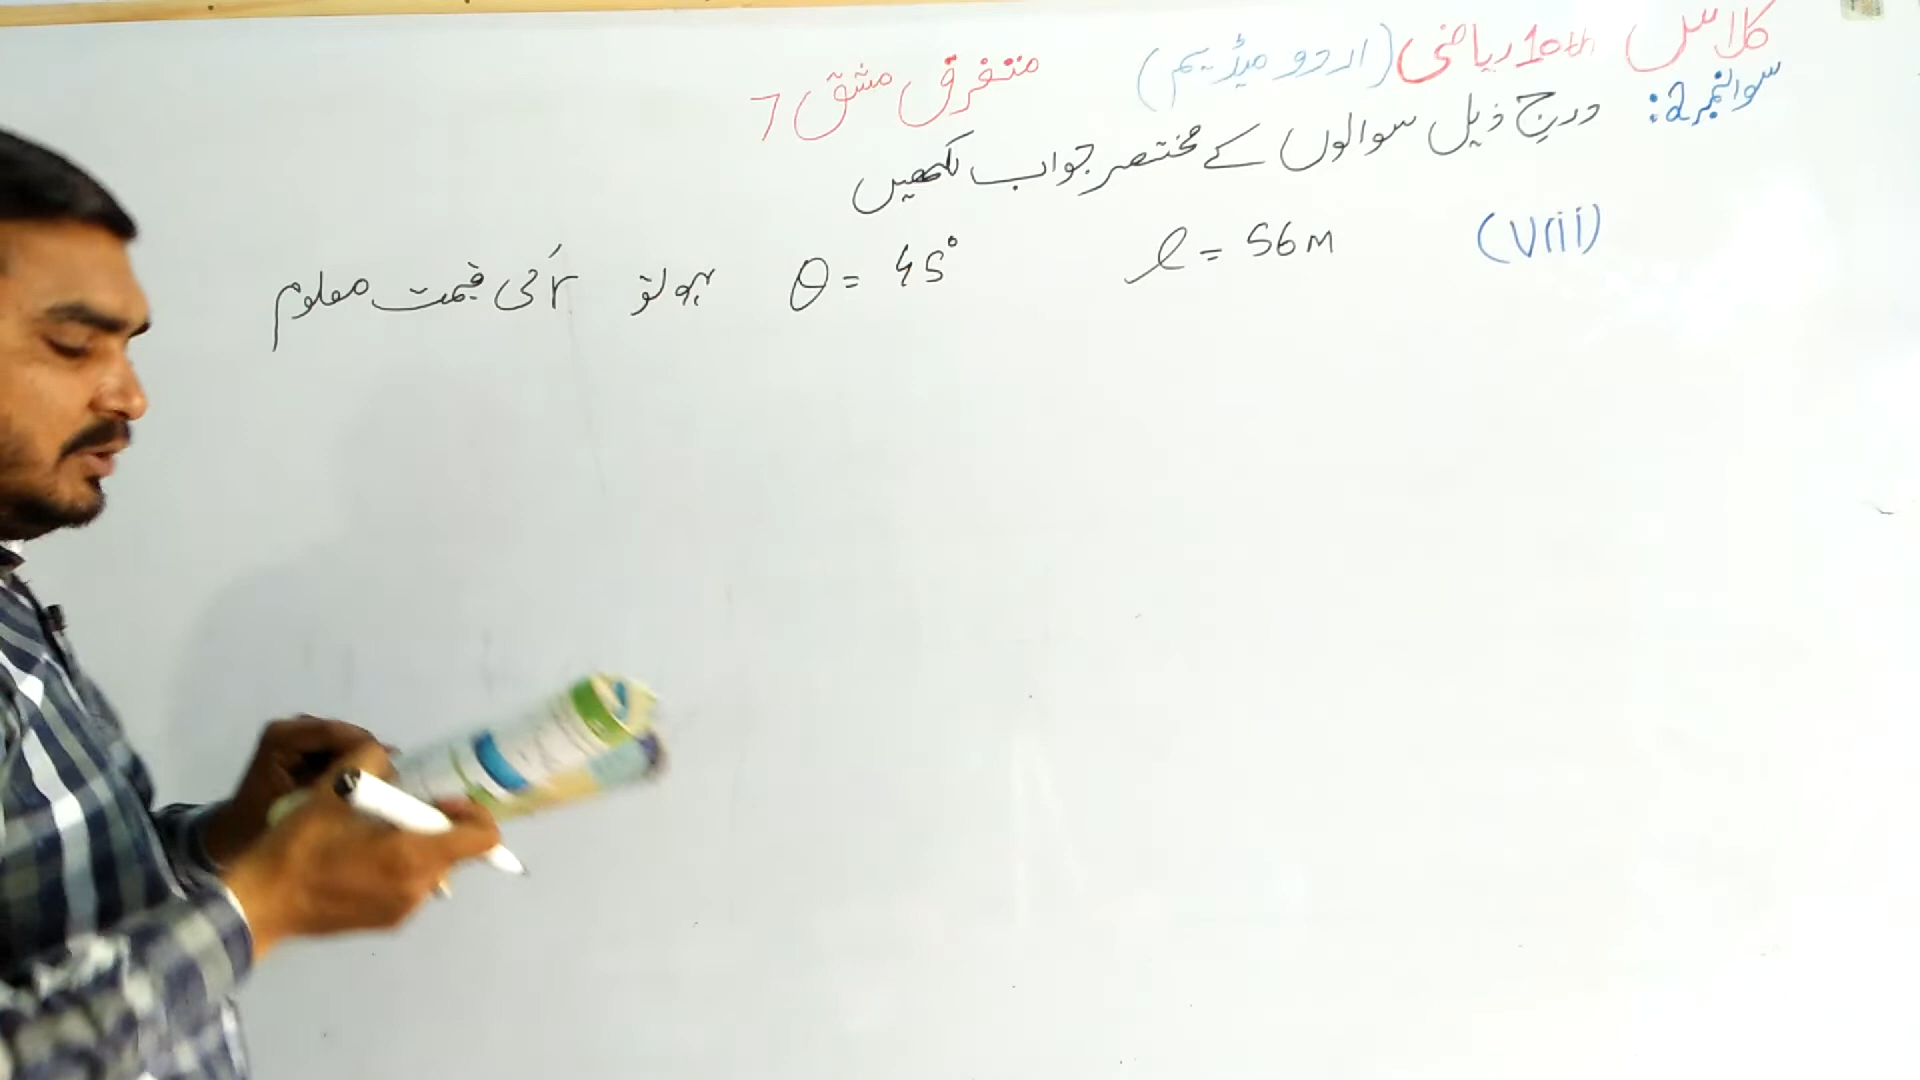 کلاس 10th ریاضی (اردو میڈیم) متفرق مشق 7
سوالنمبر2: درج ذیل سوالوں کے مختصر جواب لکھیں
(Viii) l = 56m θ = 45° ہو تو r کی قیمت معلوم